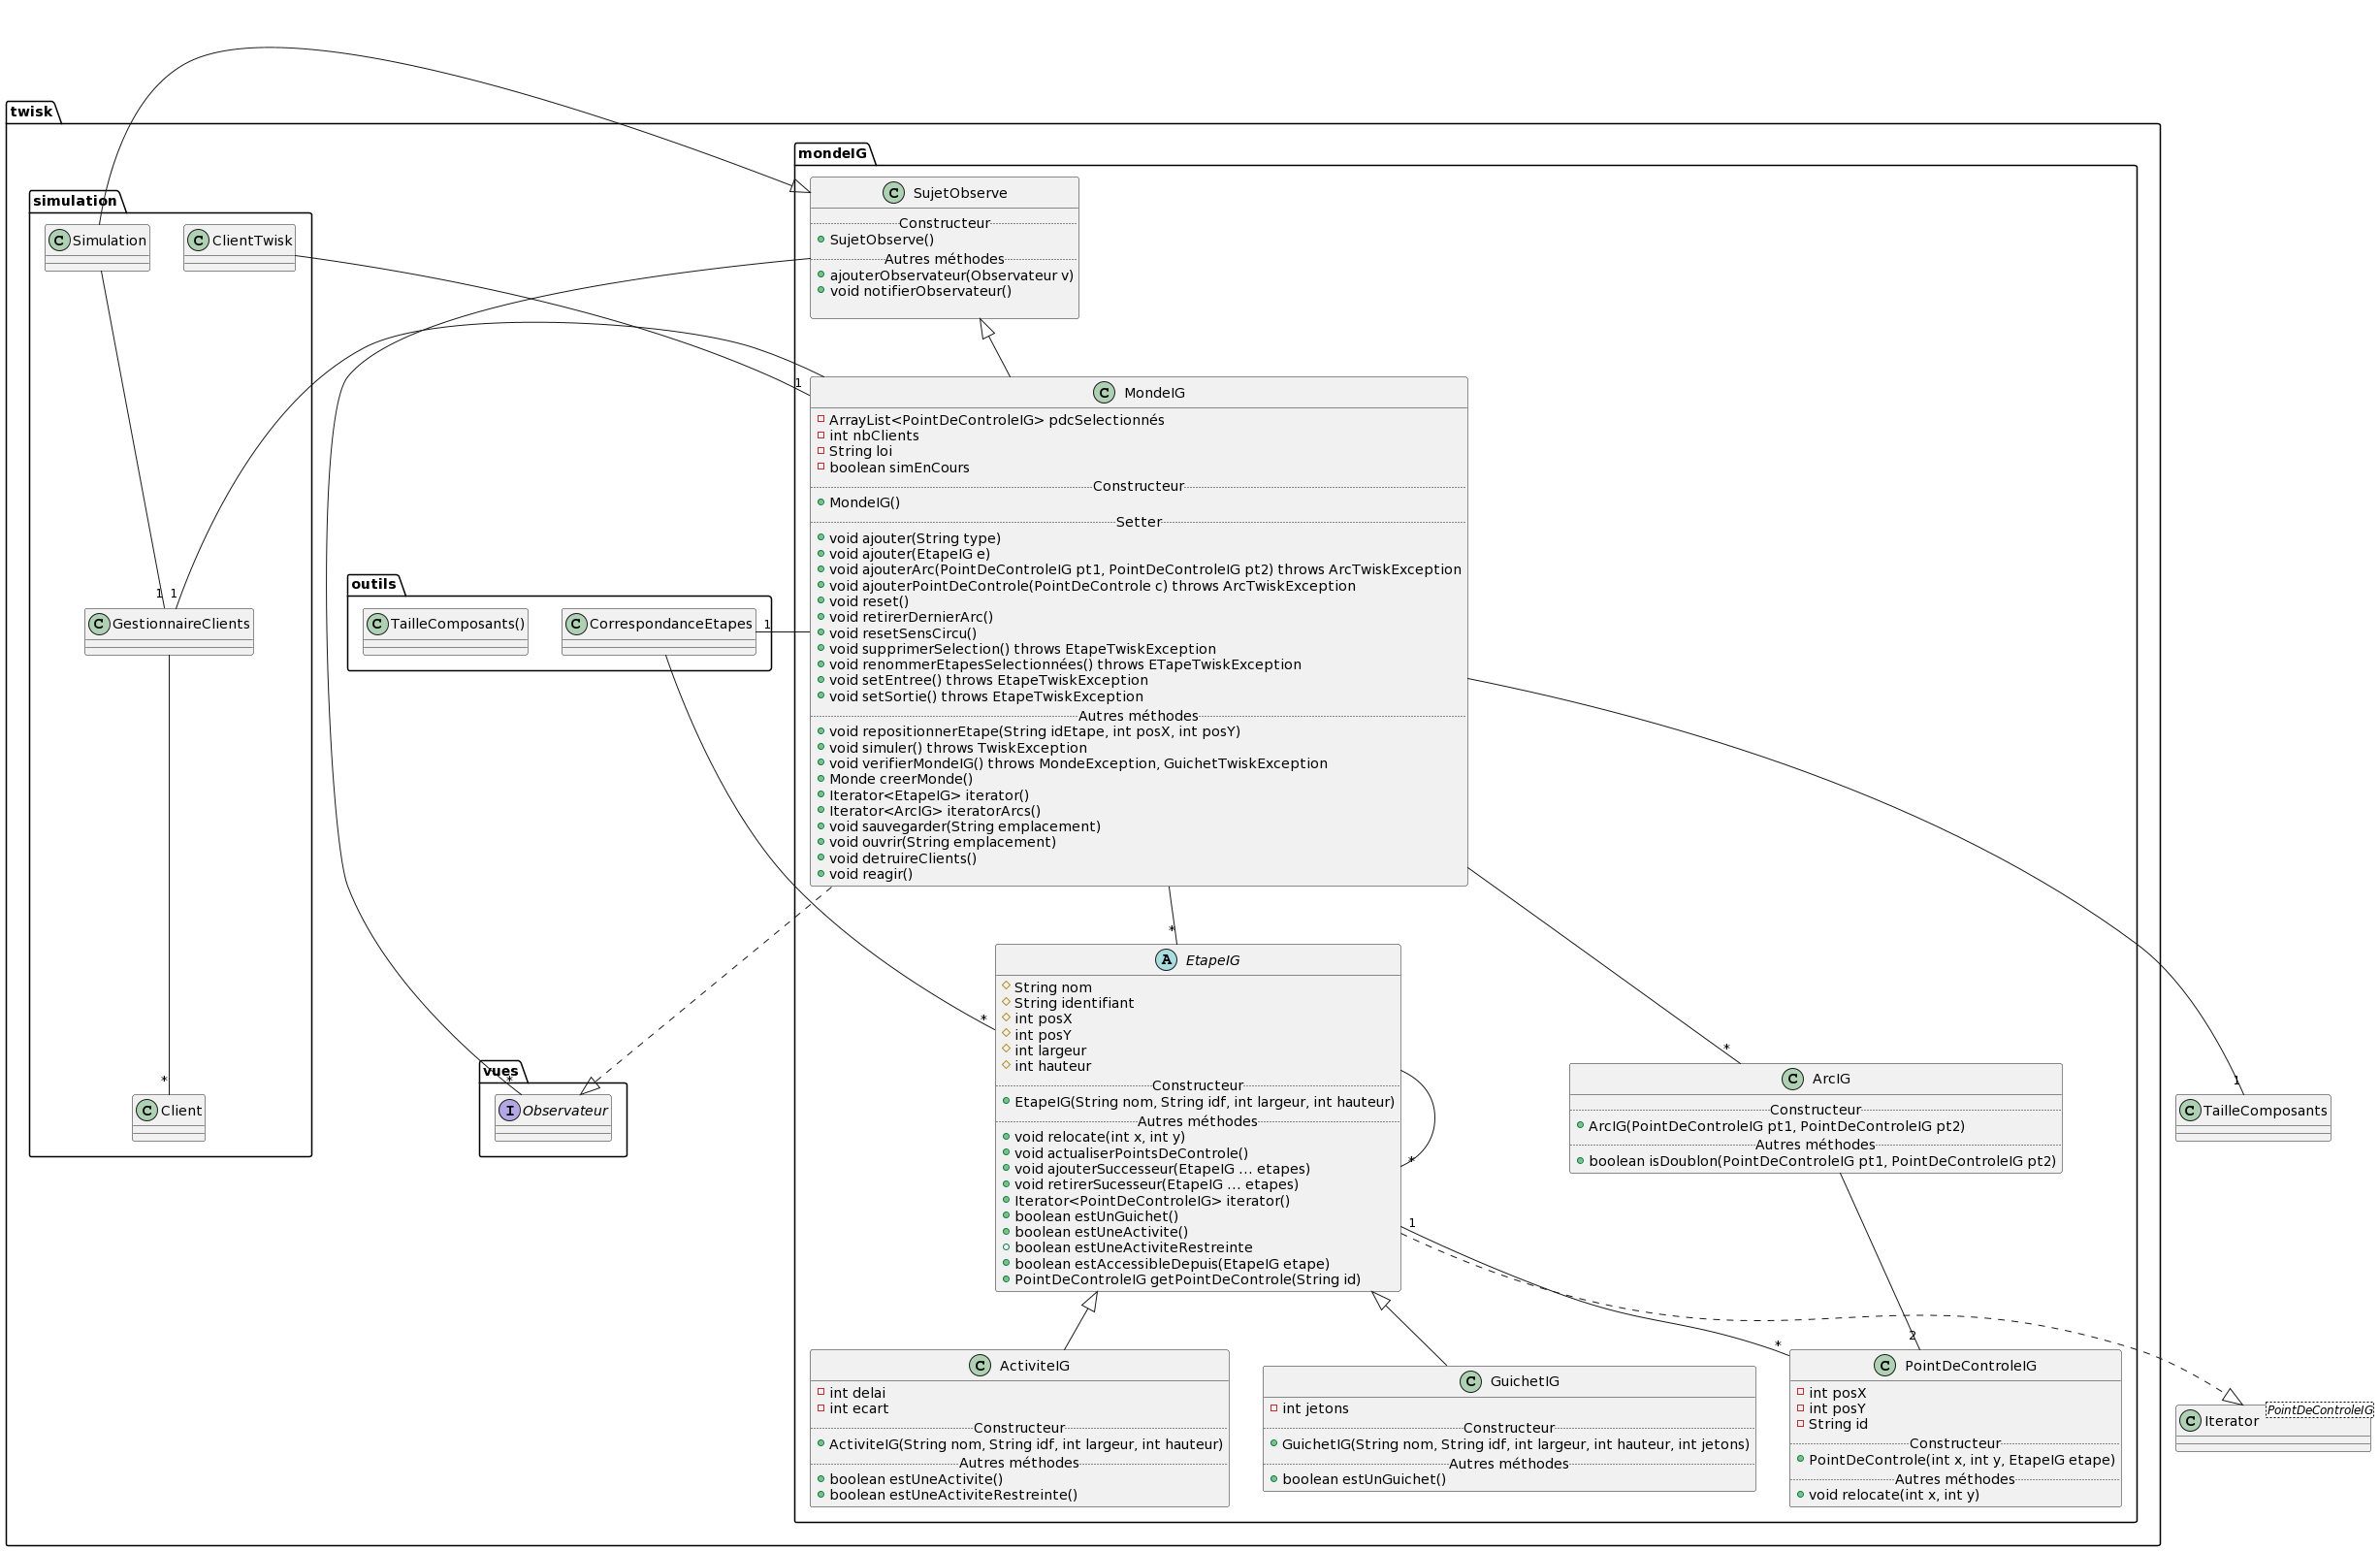 twisk
mondeIG
simulation
SujetObserve
Constructeur
SujetObserve()
Autres méthodes
ajouterObservateur(Observateur v)
void notifierObservateur()
Simulation
ClientTwisk
1
MondeIG
ArrayList<PointDeControleIG> pdcSelectionnés
int nbClients
String loi
boolean simEnCours
Constructeur
MondeIG()
Setter
void ajouter(String type)
void ajouter(EtapeIG e)
void ajouterArc(PointDeControleIG pt1, PointDeControleIG pt2) throws ArcTwiskException
void ajouterPointDeControle(PointDeControle c) throws ArcTwiskException
void reset()
void retirerDernierArc()
void resetSensCircu()
void supprimerSelection() throws EtapeTwiskException
void renommerEtapesSelectionnées() throws ETapeTwiskException
void setEntree() throws EtapeTwiskException
void setSortie() throws EtapeTwiskException
Autres méthodes
void repositionnerEtape(String idEtape, int posX, int posY)
void simuler() throws TwiskException
void verifierMondeIG() throws MondeException, GuichetTwiskException
Monde creerMonde()
Iterator<EtapeIG> iterator()
Iterator<ArcIG> iteratorArcs()
void sauvegarder(String emplacement)
void ouvrir(String emplacement)
void detruireClients()
void reagir()
outils
TailleComposants()
CorrespondanceEtapes
1
1
1
GestionnaireClients
*
*
EtapeIG
String nom
String identifiant
int posX
int posY
int largeur
int hauteur
Constructeur
EtapeIG(String nom, String idf, int largeur, int hauteur)
Autres méthodes
void relocate(int x, int y)
void actualiserPointsDeControle()
void ajouterSuccesseur(EtapeIG ... etapes)
void retirerSucesseur(EtapeIG ... etapes)
Iterator<PointDeControleIG> iterator()
boolean estUnGuichet()
boolean estUneActivite()
boolean estUneActiviteRestreinte
boolean estAccessibleDepuis(EtapeIG etape)
PointDeControleIG getPointDeControle(String id)
*
*
Client
vues
*
Observateur
*
ArcIG
Constructeur
ArcIG(PointDeControleIG pt1, PointDeControleIG pt2)
Autres méthodes
boolean isDoublon(PointDeControleIG pt1, PointDeControleIG pt2)
1
TailleComposants
1
*
2
ActiviteIG
int delai
int ecart
Constructeur
ActiviteIG(String nom, String idf, int largeur, int hauteur)
Autres méthodes
boolean estUneActivite()
boolean estUneActiviteRestreinte()
GuichetIG
int jetons
Constructeur
GuichetIG(String nom, String idf, int largeur, int hauteur, int jetons)
Autres méthodes
boolean estUnGuichet()
PointDeControleIG
int posX
int posY
String id
Constructeur
PointDeControle(int x, int y, EtapeIG etape)
Autres méthodes
void relocate(int x, int y)
Iterator
PointDeControleIG